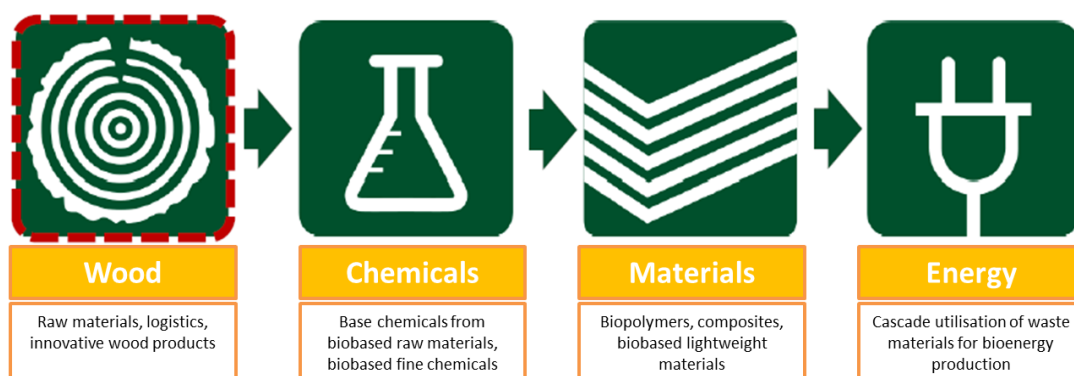 Wood
Raw materials, logistics,
innovative wood products
Chemicals
Base chemicals from
biobased raw materials,
biobased fine chemicals
Materials
Biopolymers, composites,
biobased lightweight
materials
Energy
Cascade utilisation of waste
materials for bioenergy
production